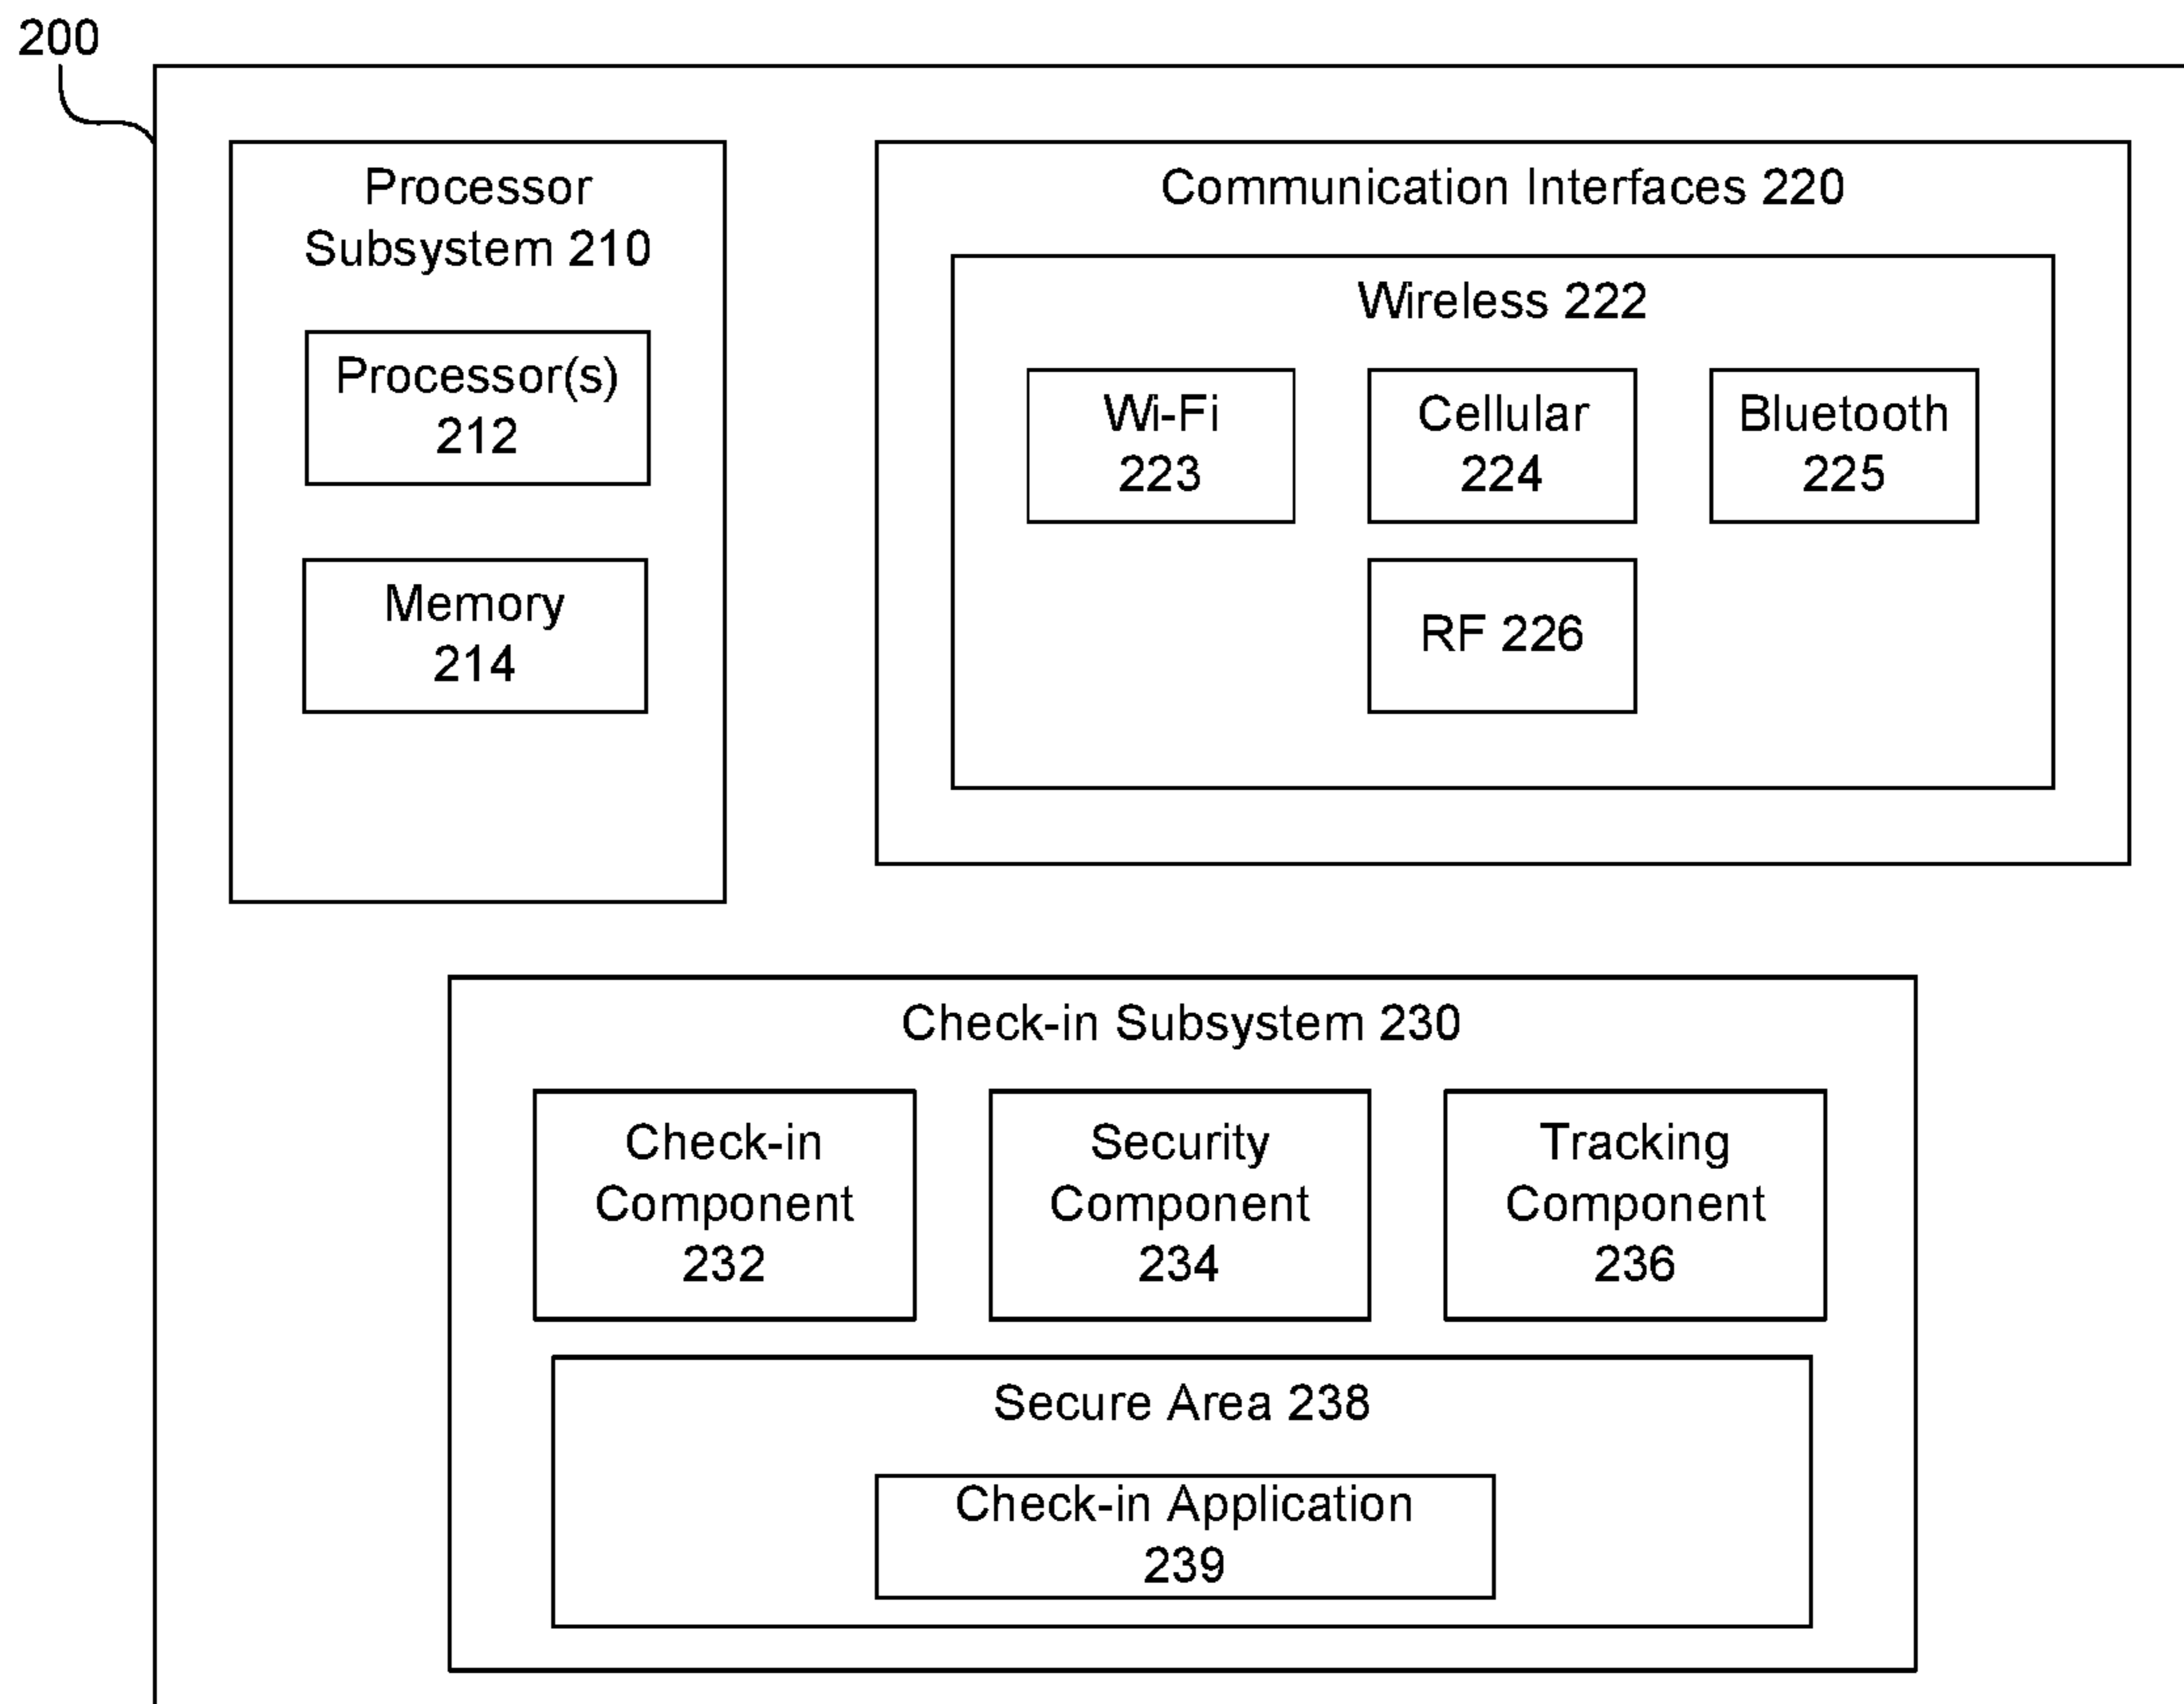 200
Processor
Subsystem 210
Processor(s)
212
Memory
214
Communication Interfaces 220
Wireless 222
Wi-Fi
223
Cellular
224
Bluetooth
225
RF 226
Check-in Subsystem 230
Check-in
Component
232
Security
Component
234
Tracking
Component
236
Secure Area 238
Check-in Application
239